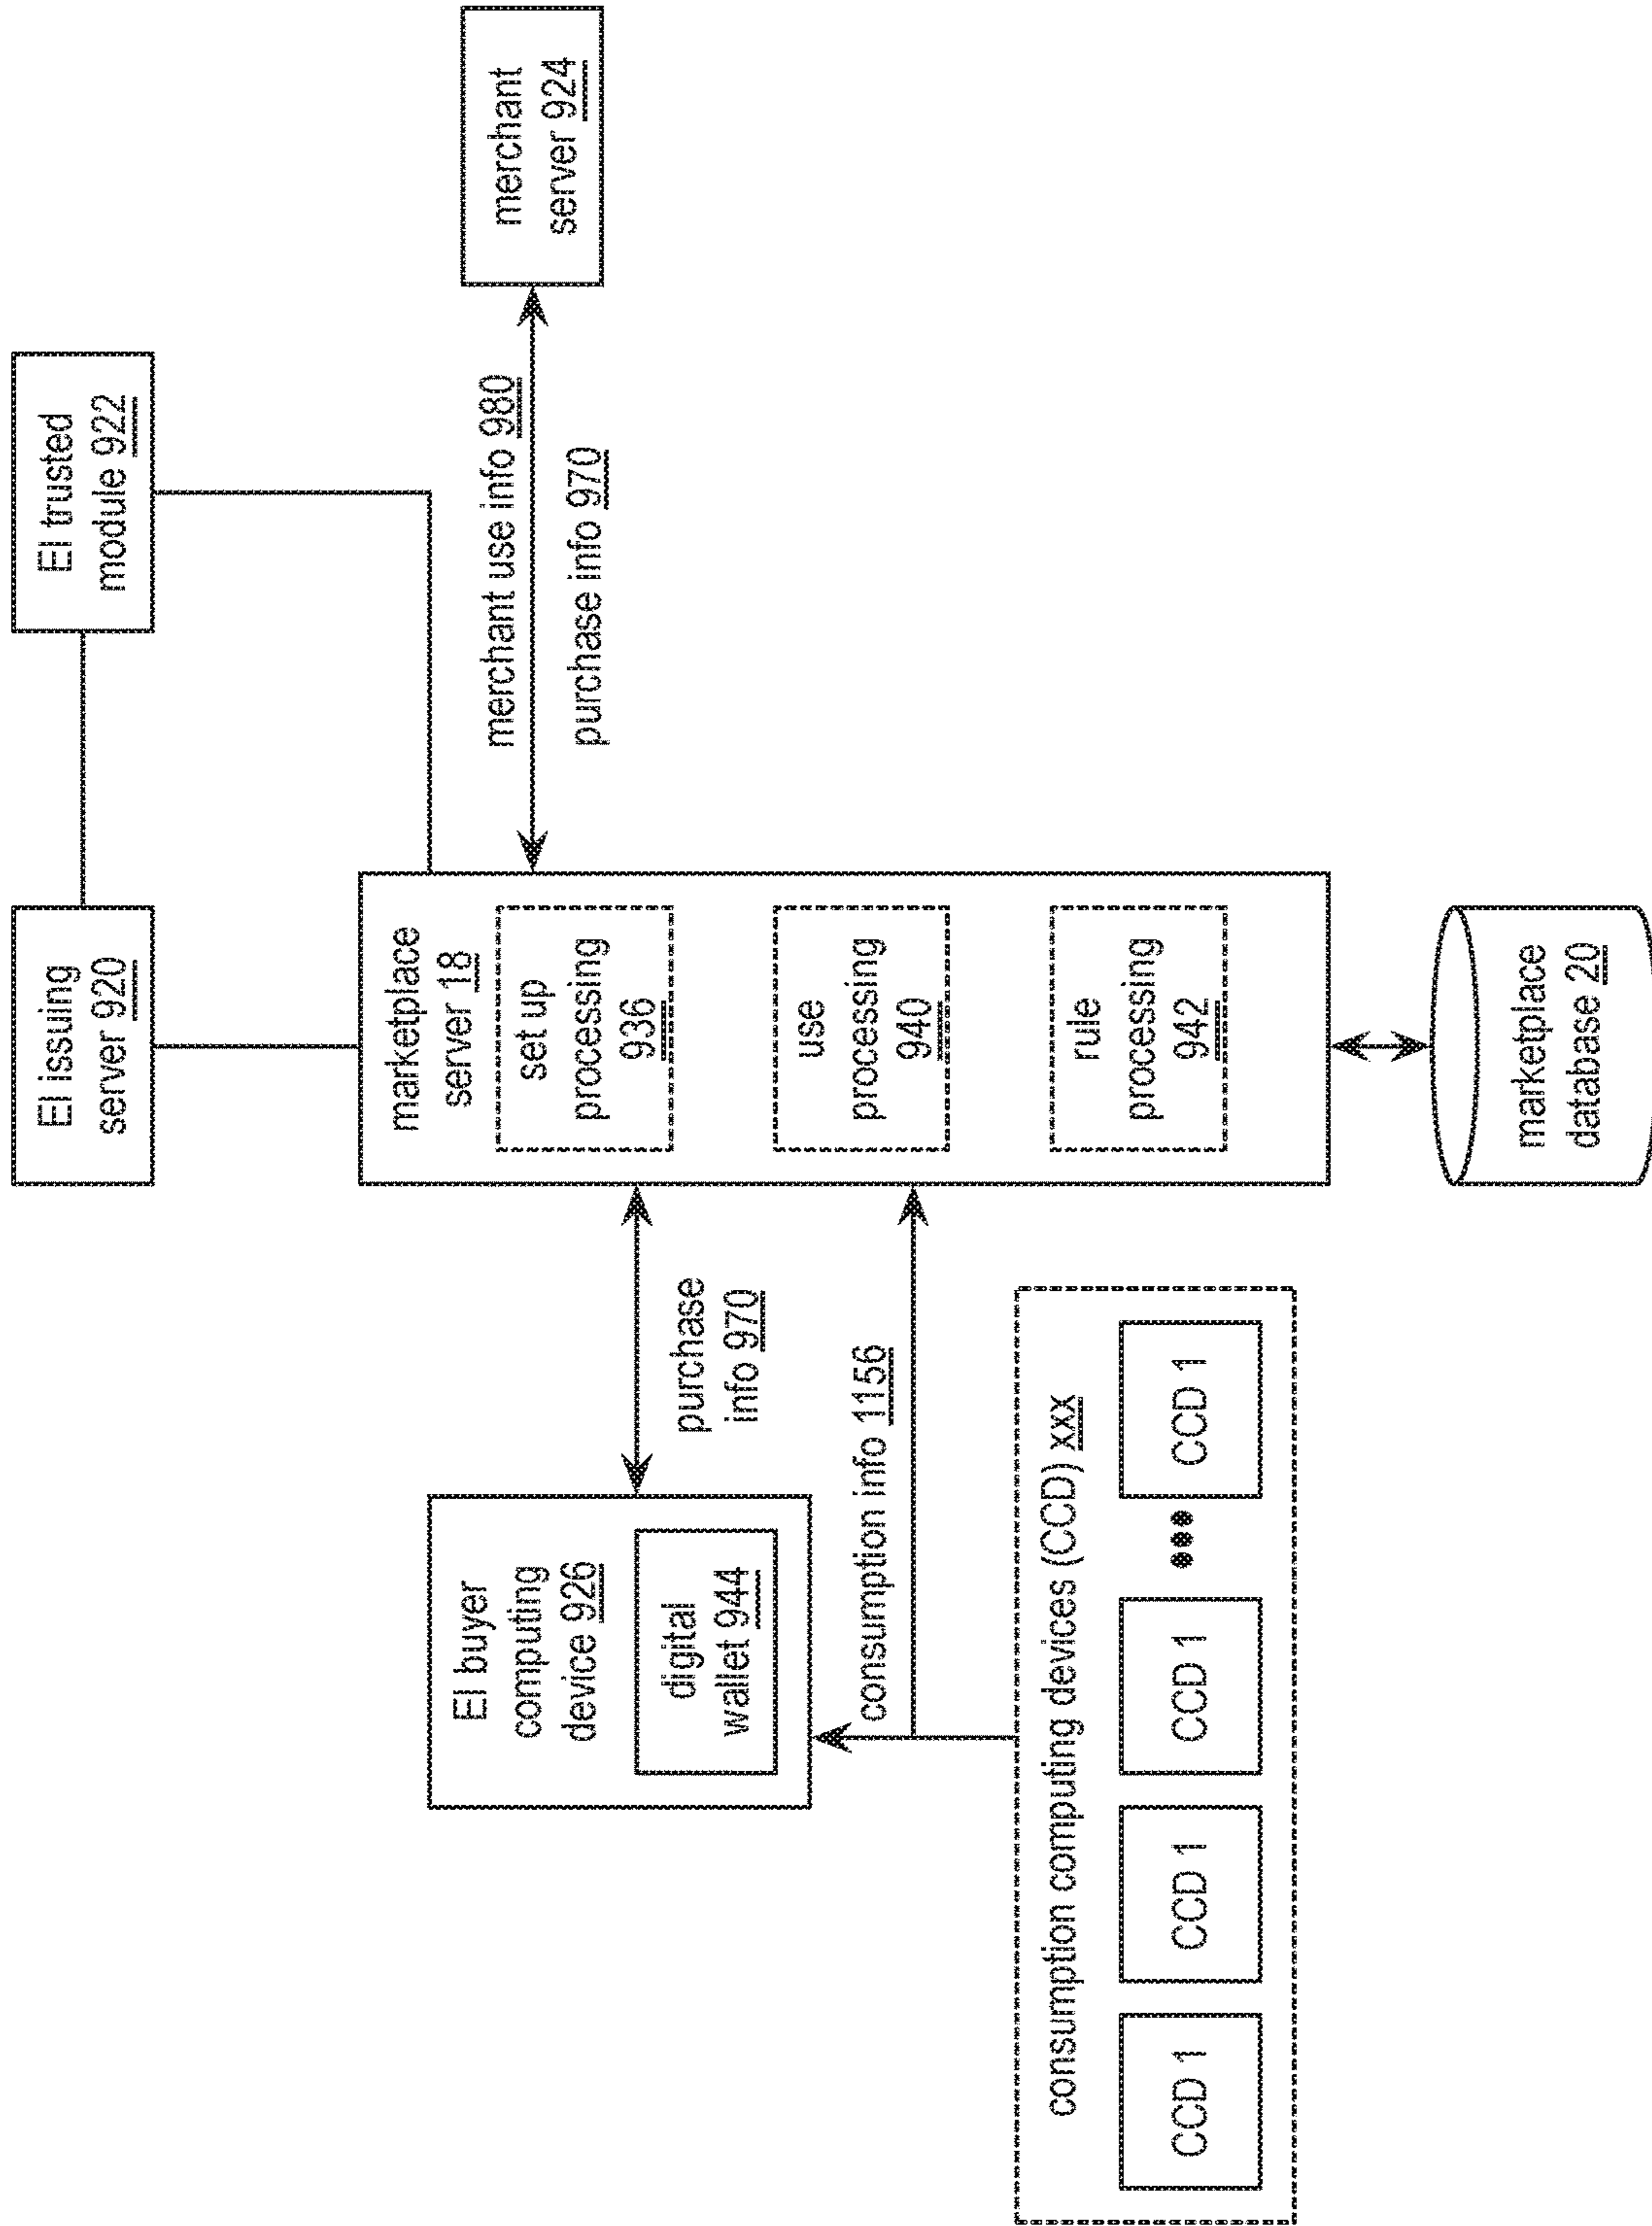 EI issuing
server 920
EI trusted
module 922
marketplace
server 18
set up
processing
936
use
processing
940
rule
processing
942
merchant use info 980
purchase info 970
merchant
server 924
EI buyer
computing
device 926
digital
wallet 944
purchase
info 970
consumption info 1156
consumption computing devices (CCD) xxx
CCD 1
CCD 1
CCD 1
CCD 1
marketplace
database 20